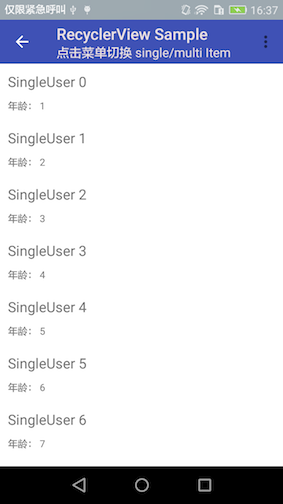 仅限紧急呼叫 16:37
RecyclerView Sample
点击菜单切换 single/multi Item
SingleUser 0
年龄： 1
SingleUser 1
年龄： 2
SingleUser 2
年龄： 3
SingleUser 3
年龄： 4
SingleUser 4
年龄： 5
SingleUser 5
年龄： 6
SingleUser 6
年龄： 7